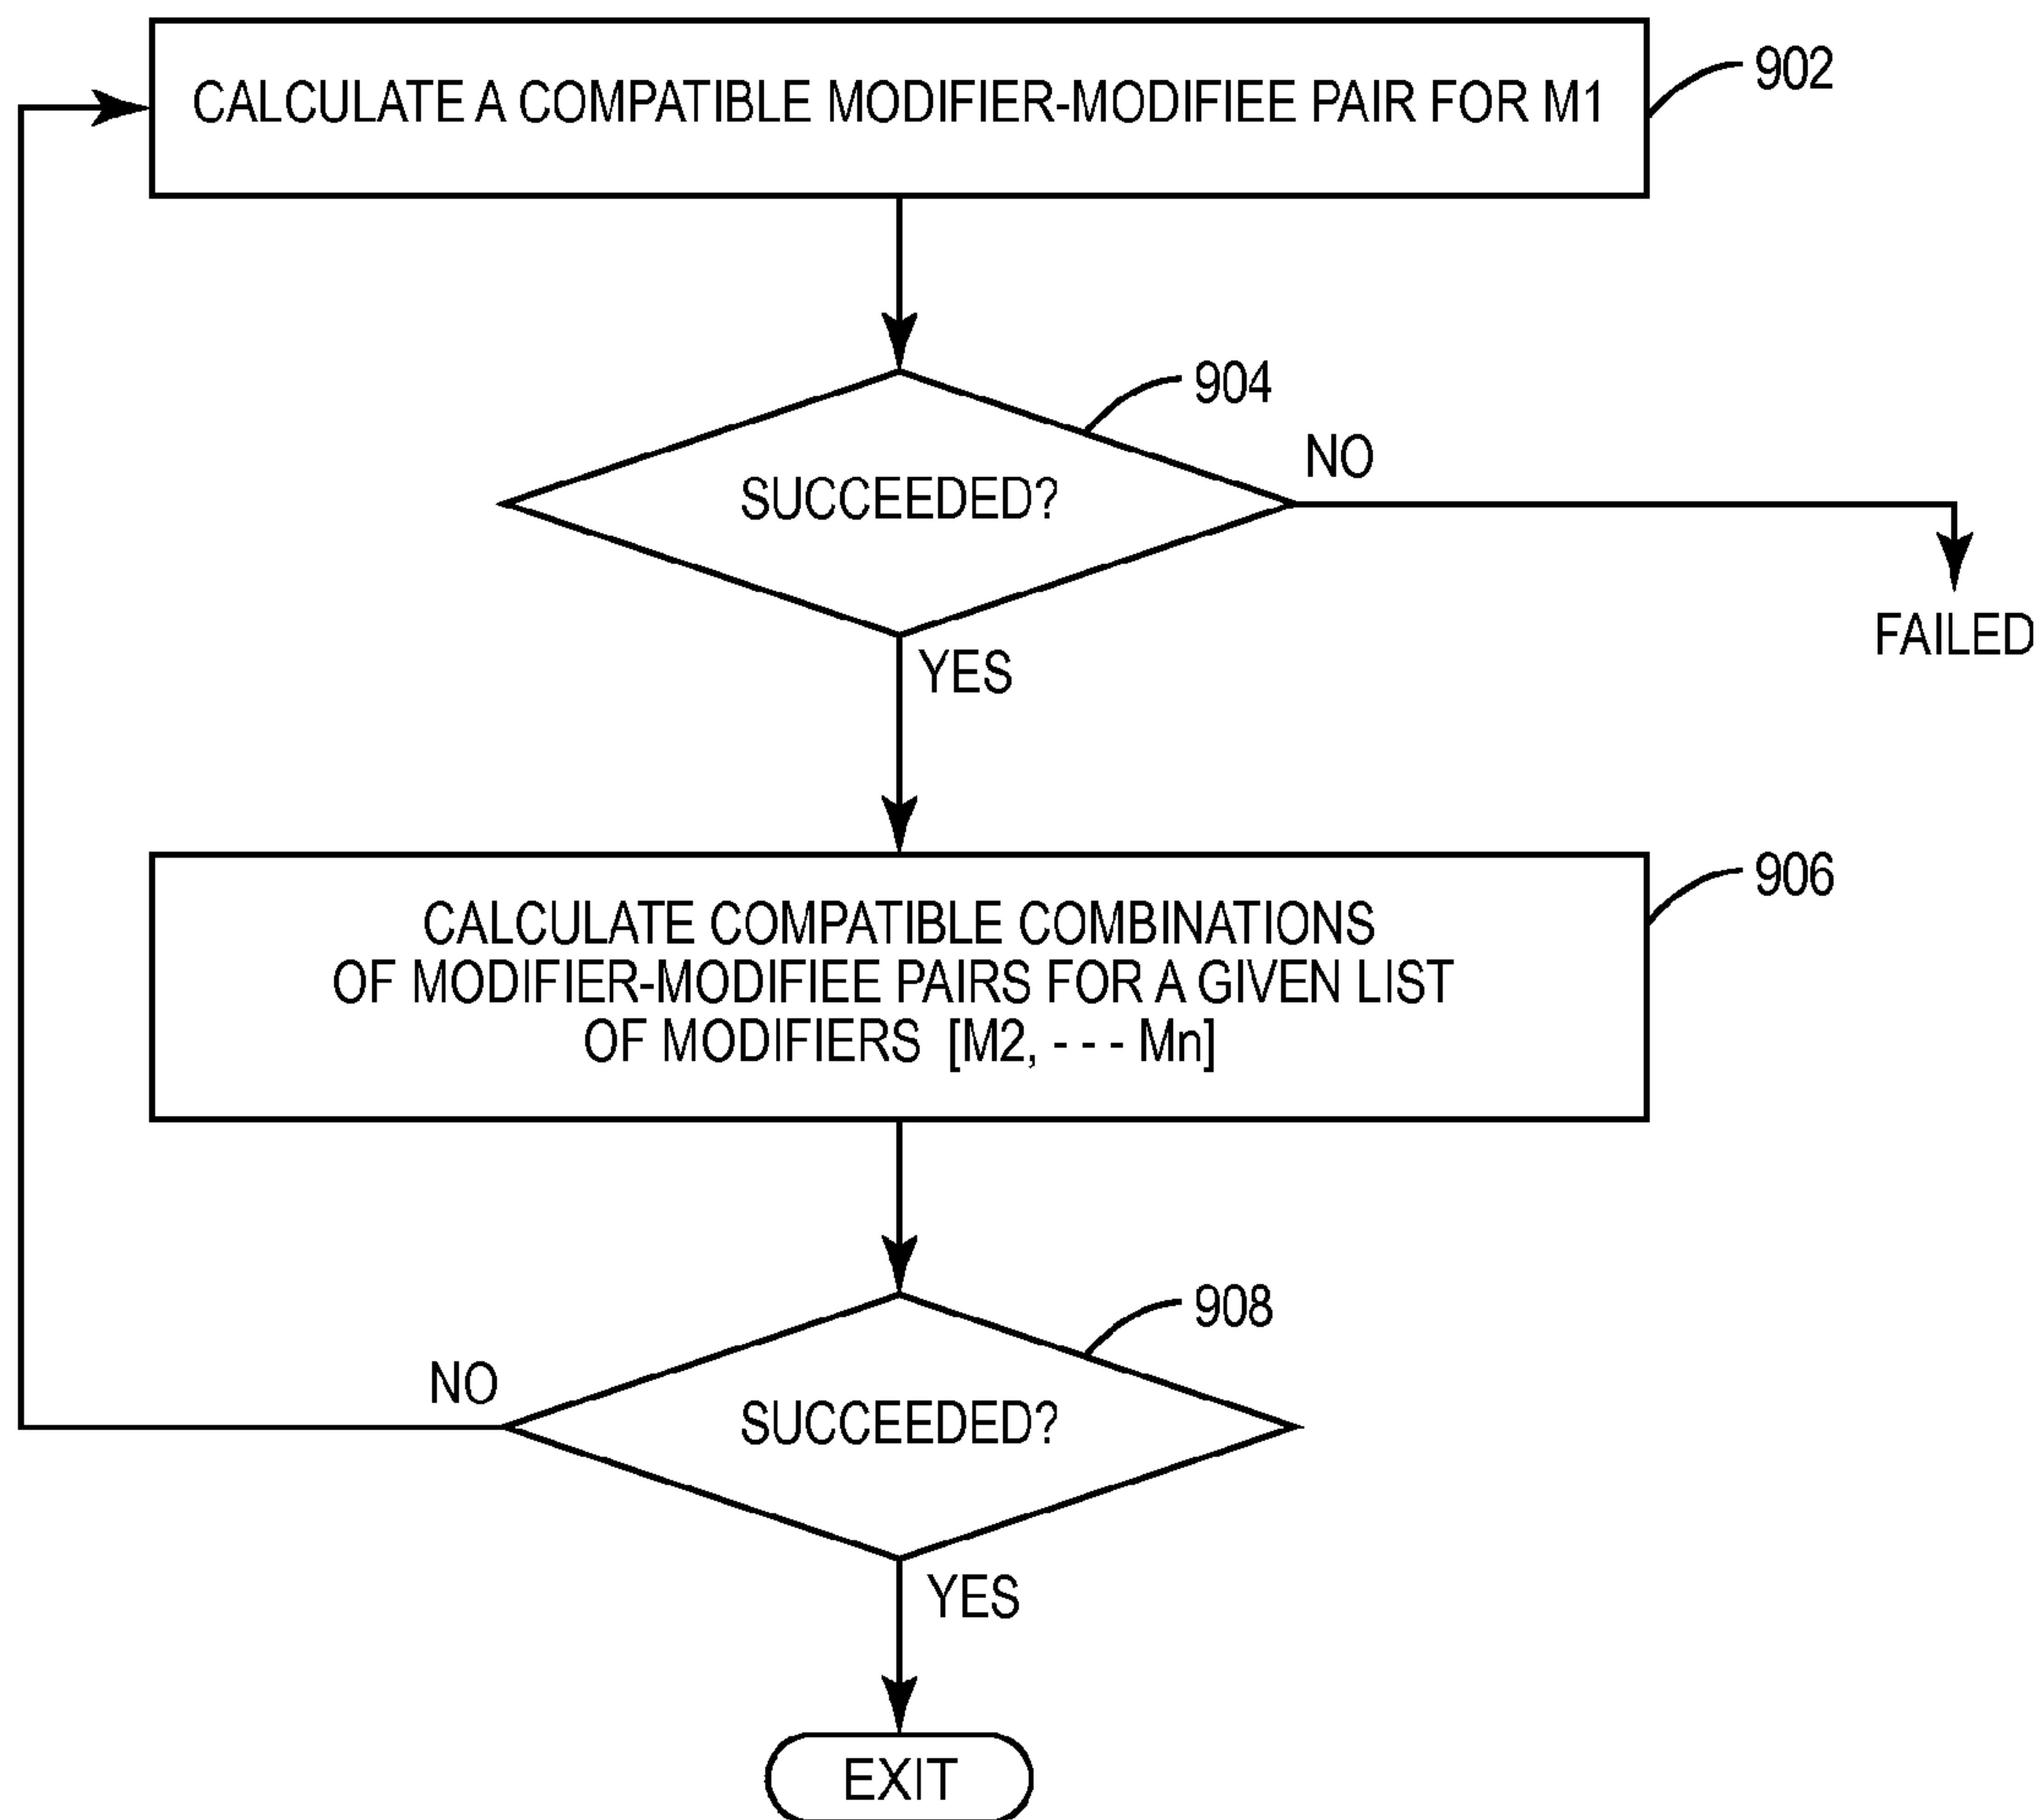 CALCULATE A COMPATIBLE MODIFIER-MODIFIEE PAIR FOR M1
902
904
SUCCEEDED?
NO
FAILED
YES
906
CALCULATE COMPATIBLE COMBINATIONS
OF MODIFIER-MODIFIEE PAIRS FOR A GIVEN LIST
OF MODIFIERS [M2, - - - Mn]
908
NO
SUCCEEDED?
YES
EXIT